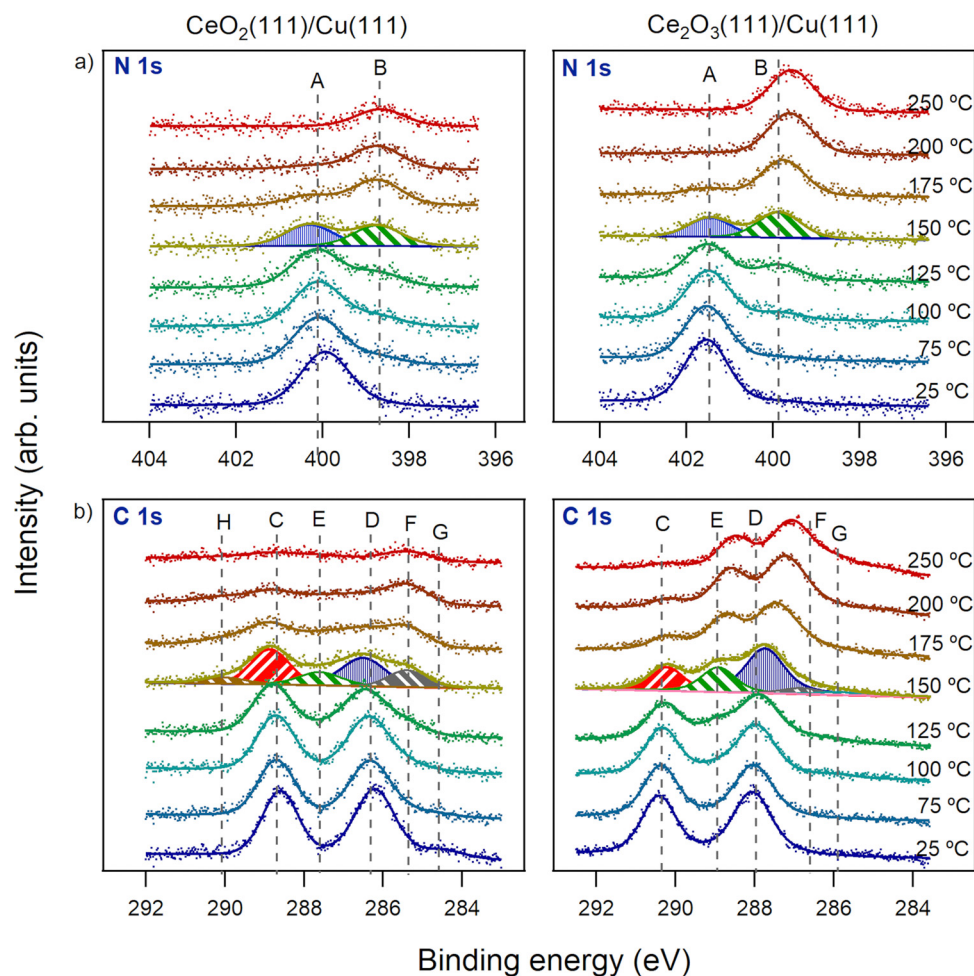 CeO₂(111)/Cu(111) Ce₂O₃(111)/Cu(111)
a) N 1s A B
N 1s A B
250 ºC
200 ºC
175 ºC
150 ºC
125 ºC
100 ºC
75 ºC
25 ºC
404 402 400 398 396
404 402 400 398 396
Intensity (arb. units)
b) C 1s H C E D F G
C 1s C E D F G
250 ºC
200 ºC
175 ºC
150 ºC
125 ºC
100 ºC
75 ºC
25 ºC
292 290 288 286 284
292 290 288 286 284
Binding energy (eV)